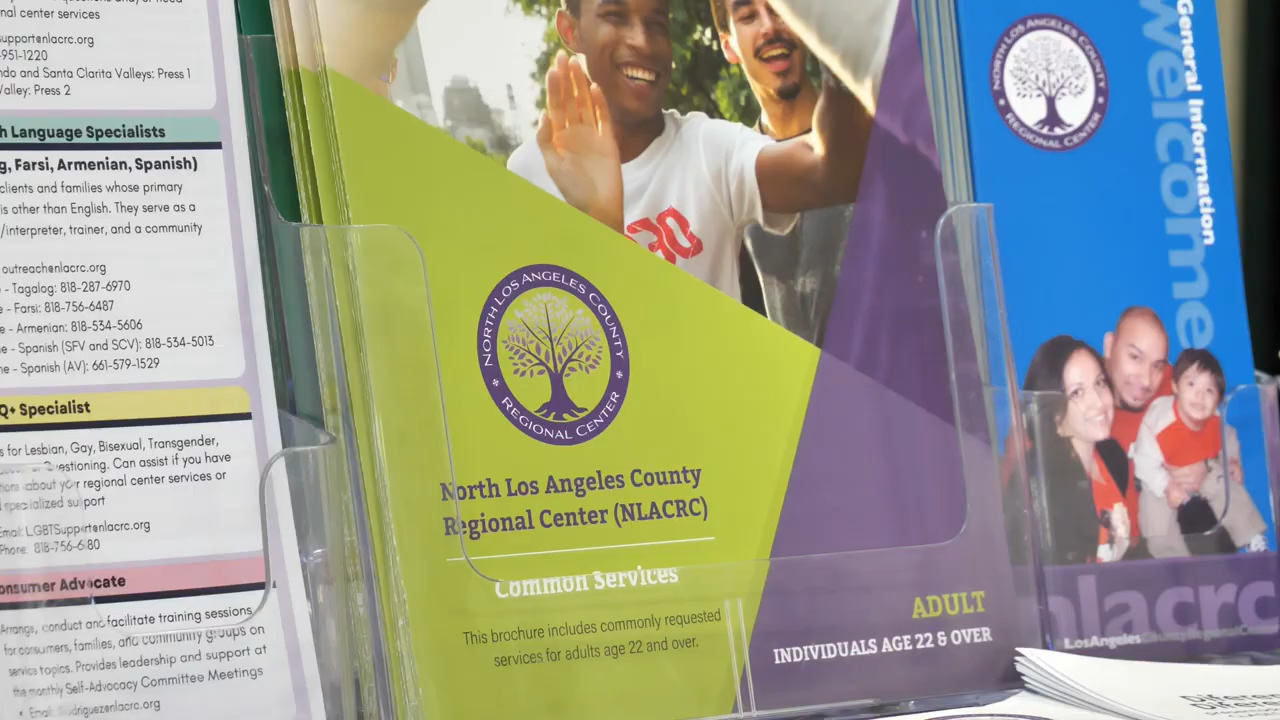 center services
supportenlacrc.org
-951-1220
and Santa Clarita Valleys: Press 1
Valley: Press 2
Language Specialists
Farsi, Armenian, Spanish)
clients and families whose primary
is other than English. They serve as a
/interpreter, trainer, and a community
outreachenlacrc.org
- Tagalog: 818-287-6970
- Farsi: 818-756-6487
- Armenian: 818-534-5606
- Spanish (SFV and SCV): 818-534-5013
- Spanish (AV): 661-579-1529
Q+ Specialist
for Lesbian, Gay, Bisexual, Transgender,
Questioning. Can assist if you have
about your regional center services or
specialized support
Email: LGBTSupportenlacrc.org
Phone:
Consumer Advocate
Arrange, conduct and facilitate training sessions
for consumers, families, and community groups on
service topics. Provides leadership and support at
the monthly Self-Advocacy Committee Meetings
NORTH LOS ANGELES COUNTY
REGIONAL CENTER
North Los Angeles County
Regional Center (NLACRC)
Common Services
This brochure includes commonly requested
services for adults age 22 and over.
ADULT
INDIVIDUALS AGE 22 & OVER
NORTH LOS ANGELES COUNTY
REGIONAL CENTER
General Information
welcome
nlacrc
LosAngeles